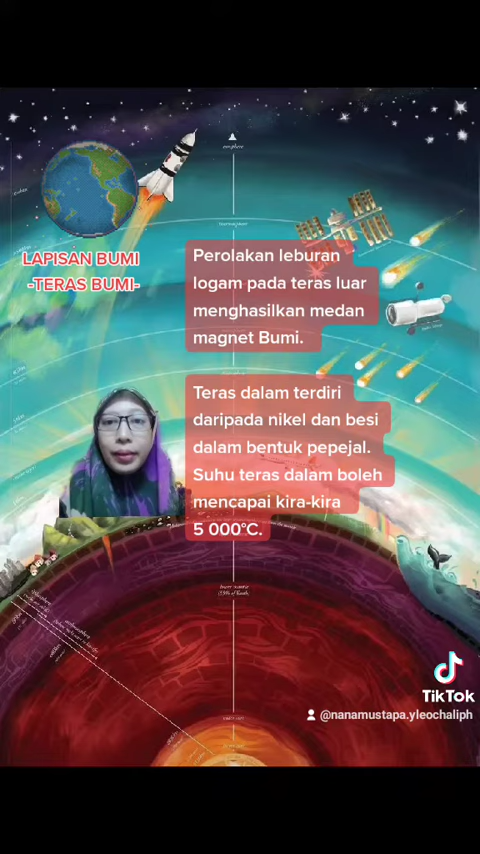 LAPISAN BUMI
-TERAS BUMI-
Perolakan leburan
logam pada teras luar
menghasilkan medan
magnet Bumi.
Teras dalam terdiri
daripada nikel dan besi
dalam bentuk pepejal.
Suhu teras dalam boleh
mencapai kira-kira
5 000°C.
TikTok
@nanamustapa.yleochaliph